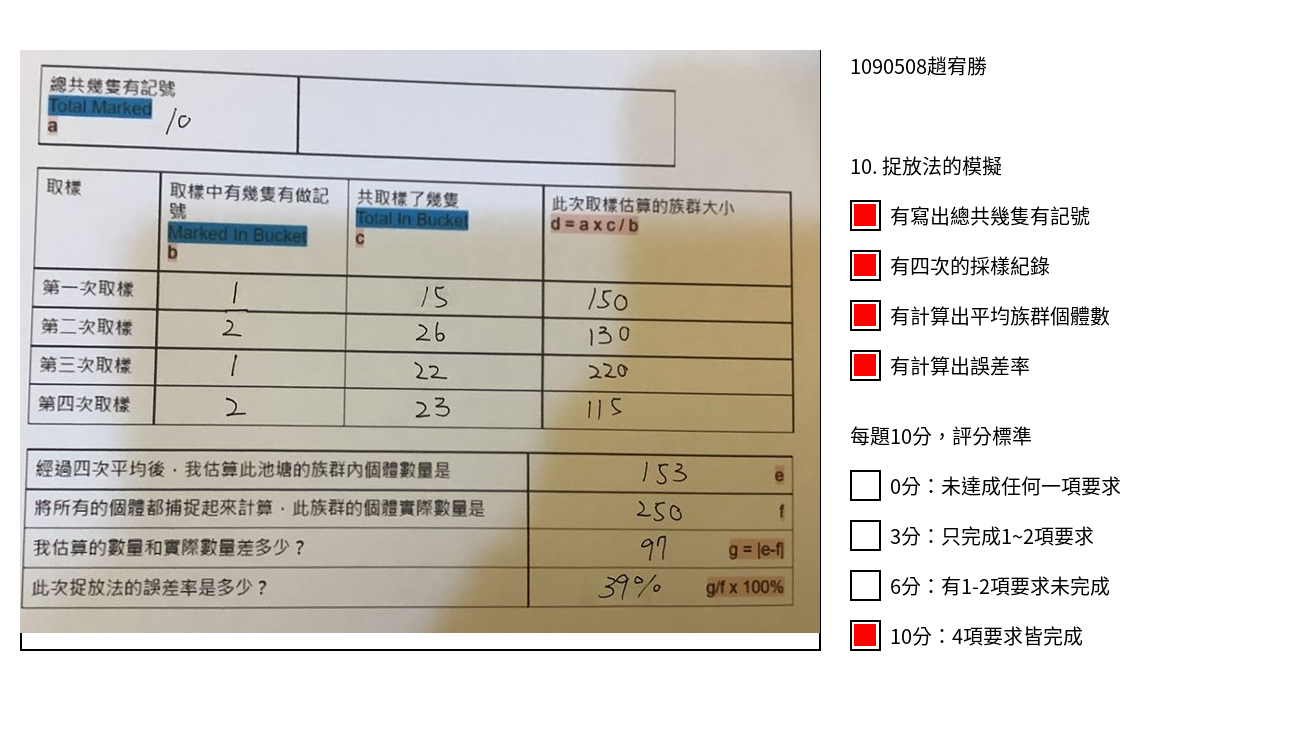 總共幾隻有記號
Total Marked
a
10
取樣
取樣中有幾隻有做記號
Marked In Bucket
b
共取樣了幾隻
Total In Bucket
c
此次取樣估算的族群大小
d = a x c / b
第一次取樣 1 15 150
第二次取樣 2 26 130
第三次取樣 1 22 220
第四次取樣 2 23 115
經過四次平均後，我估算此池塘的族群內個體數量是 153 e
將所有的個體都捕捉起來計算，此族群的個體實際數量是 250 f
我估算的數量和實際數量差多少？ 97 g = |e-f|
此次捉放法的誤差率是多少？ 39% g/f x 100%
1090508趙宥勝
10. 捉放法的模擬
有寫出總共幾隻有記號
有四次的採樣紀錄
有計算出平均族群個體數
有計算出誤差率
每題10分，評分標準
0分：未達成任何一項要求
3分：只完成1~2項要求
6分：有1-2項要求未完成
10分：4項要求皆完成